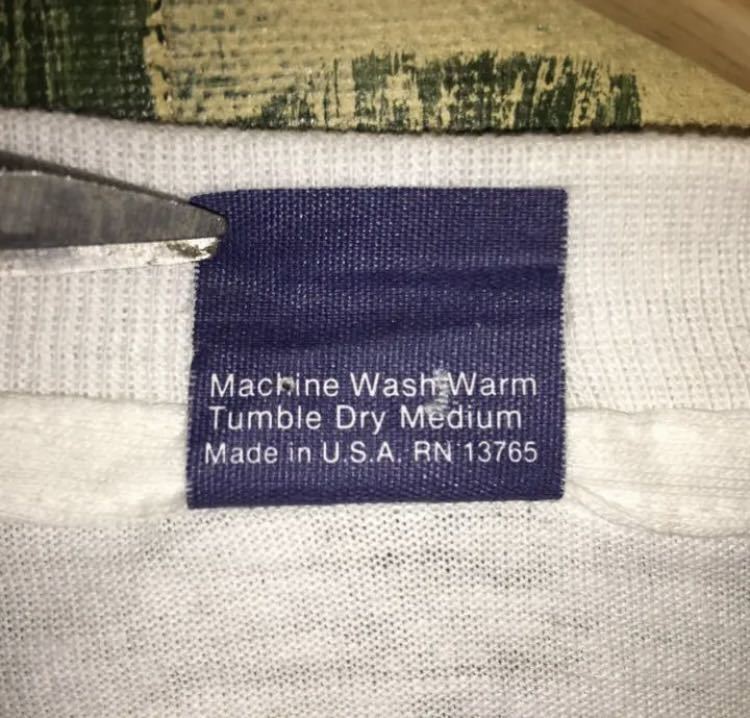 Machine Wash Warm
Tumble Dry Medium
Made in U.S.A. RN 13765